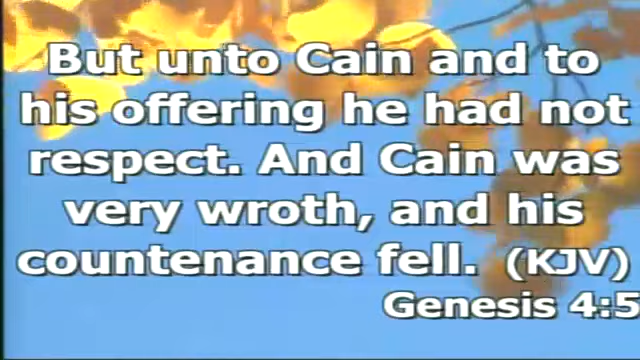 But unto Cain and to
his offering he had not
respect. And Cain was
very wroth, and his
countenance fell. (KJV)
Genesis 4:5